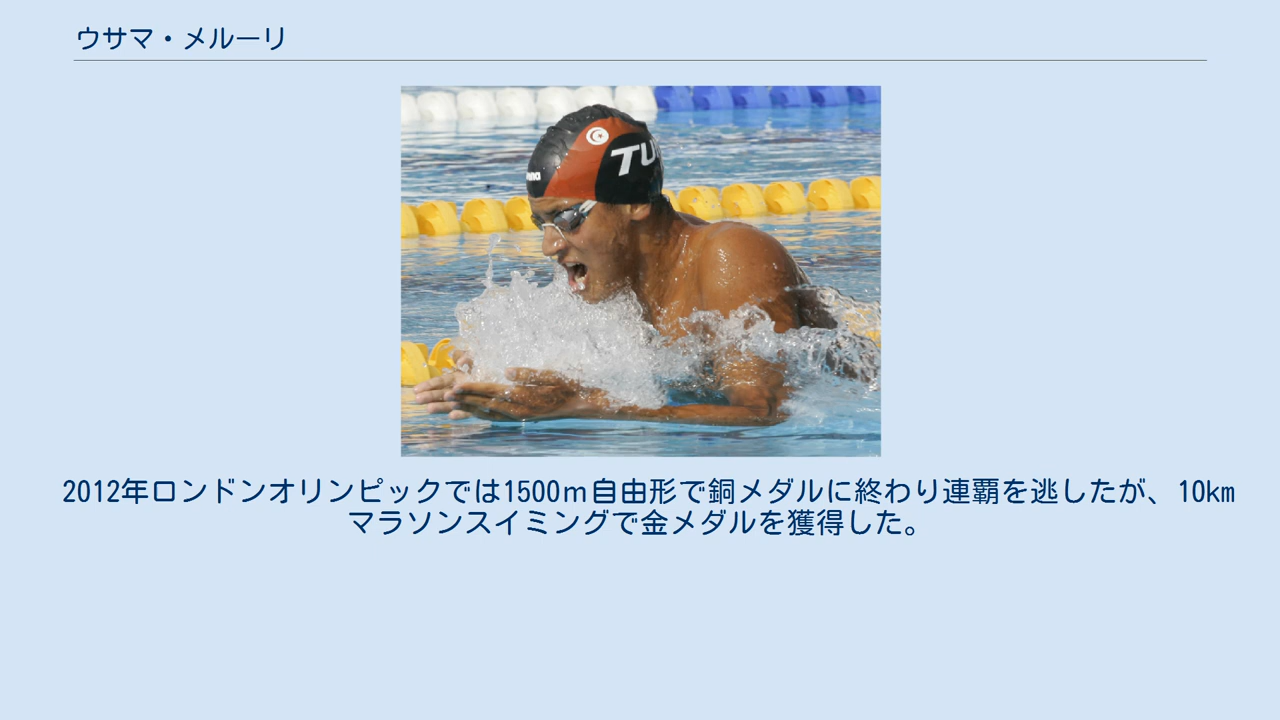 ウサマ・メルーリ
TU
2012年ロンドンオリンピックでは1500ｍ自由形で銅メダルに終わり連覇を逃したが、10km
マラソンスイミングで金メダルを獲得した。